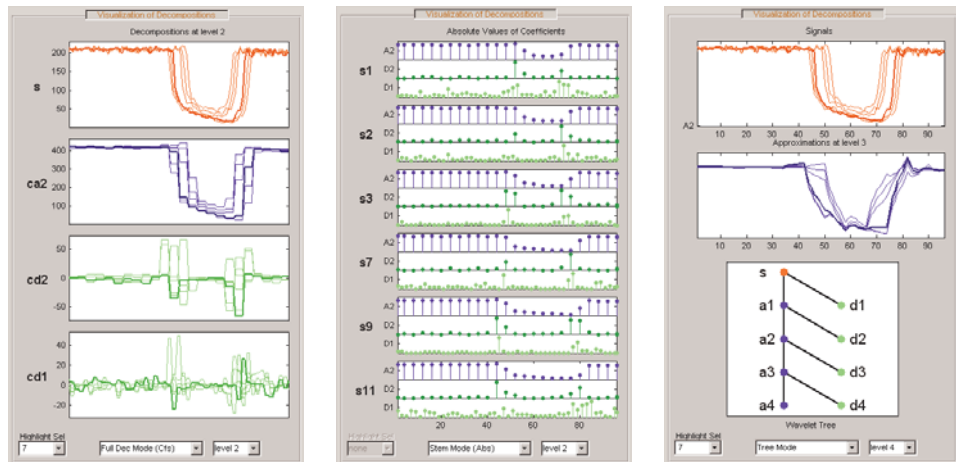 Visualization of Decompositions
Decompositions at level 2
s
200
150
100
50
ca2
400
300
200
100
cd2
50
0
-50
cd1
40
20
0
-20
Highlight Sel
7
Full Dec Mode (Cfs)
level 2
Visualization of Decompositions
Absolute Values of Coefficients
s1
A2
D2
D1
s2
A2
D2
D1
s3
A2
D2
D1
s7
A2
D2
D1
s9
A2
D2
D1
s11
A2
D2
D1
20 40 60 80
Highlight Sel
none
Stem Mode (Abs)
level 2
Visualization of Decompositions
Signals
A2
10 20 30 40 50 60 70 80 90
Approximations at level 3
10 20 30 40 50 60 70 80 90
s
a1 d1
a2 d2
a3 d3
a4 d4
Wavelet Tree
Highlight Sel
7
Tree Mode
level 4